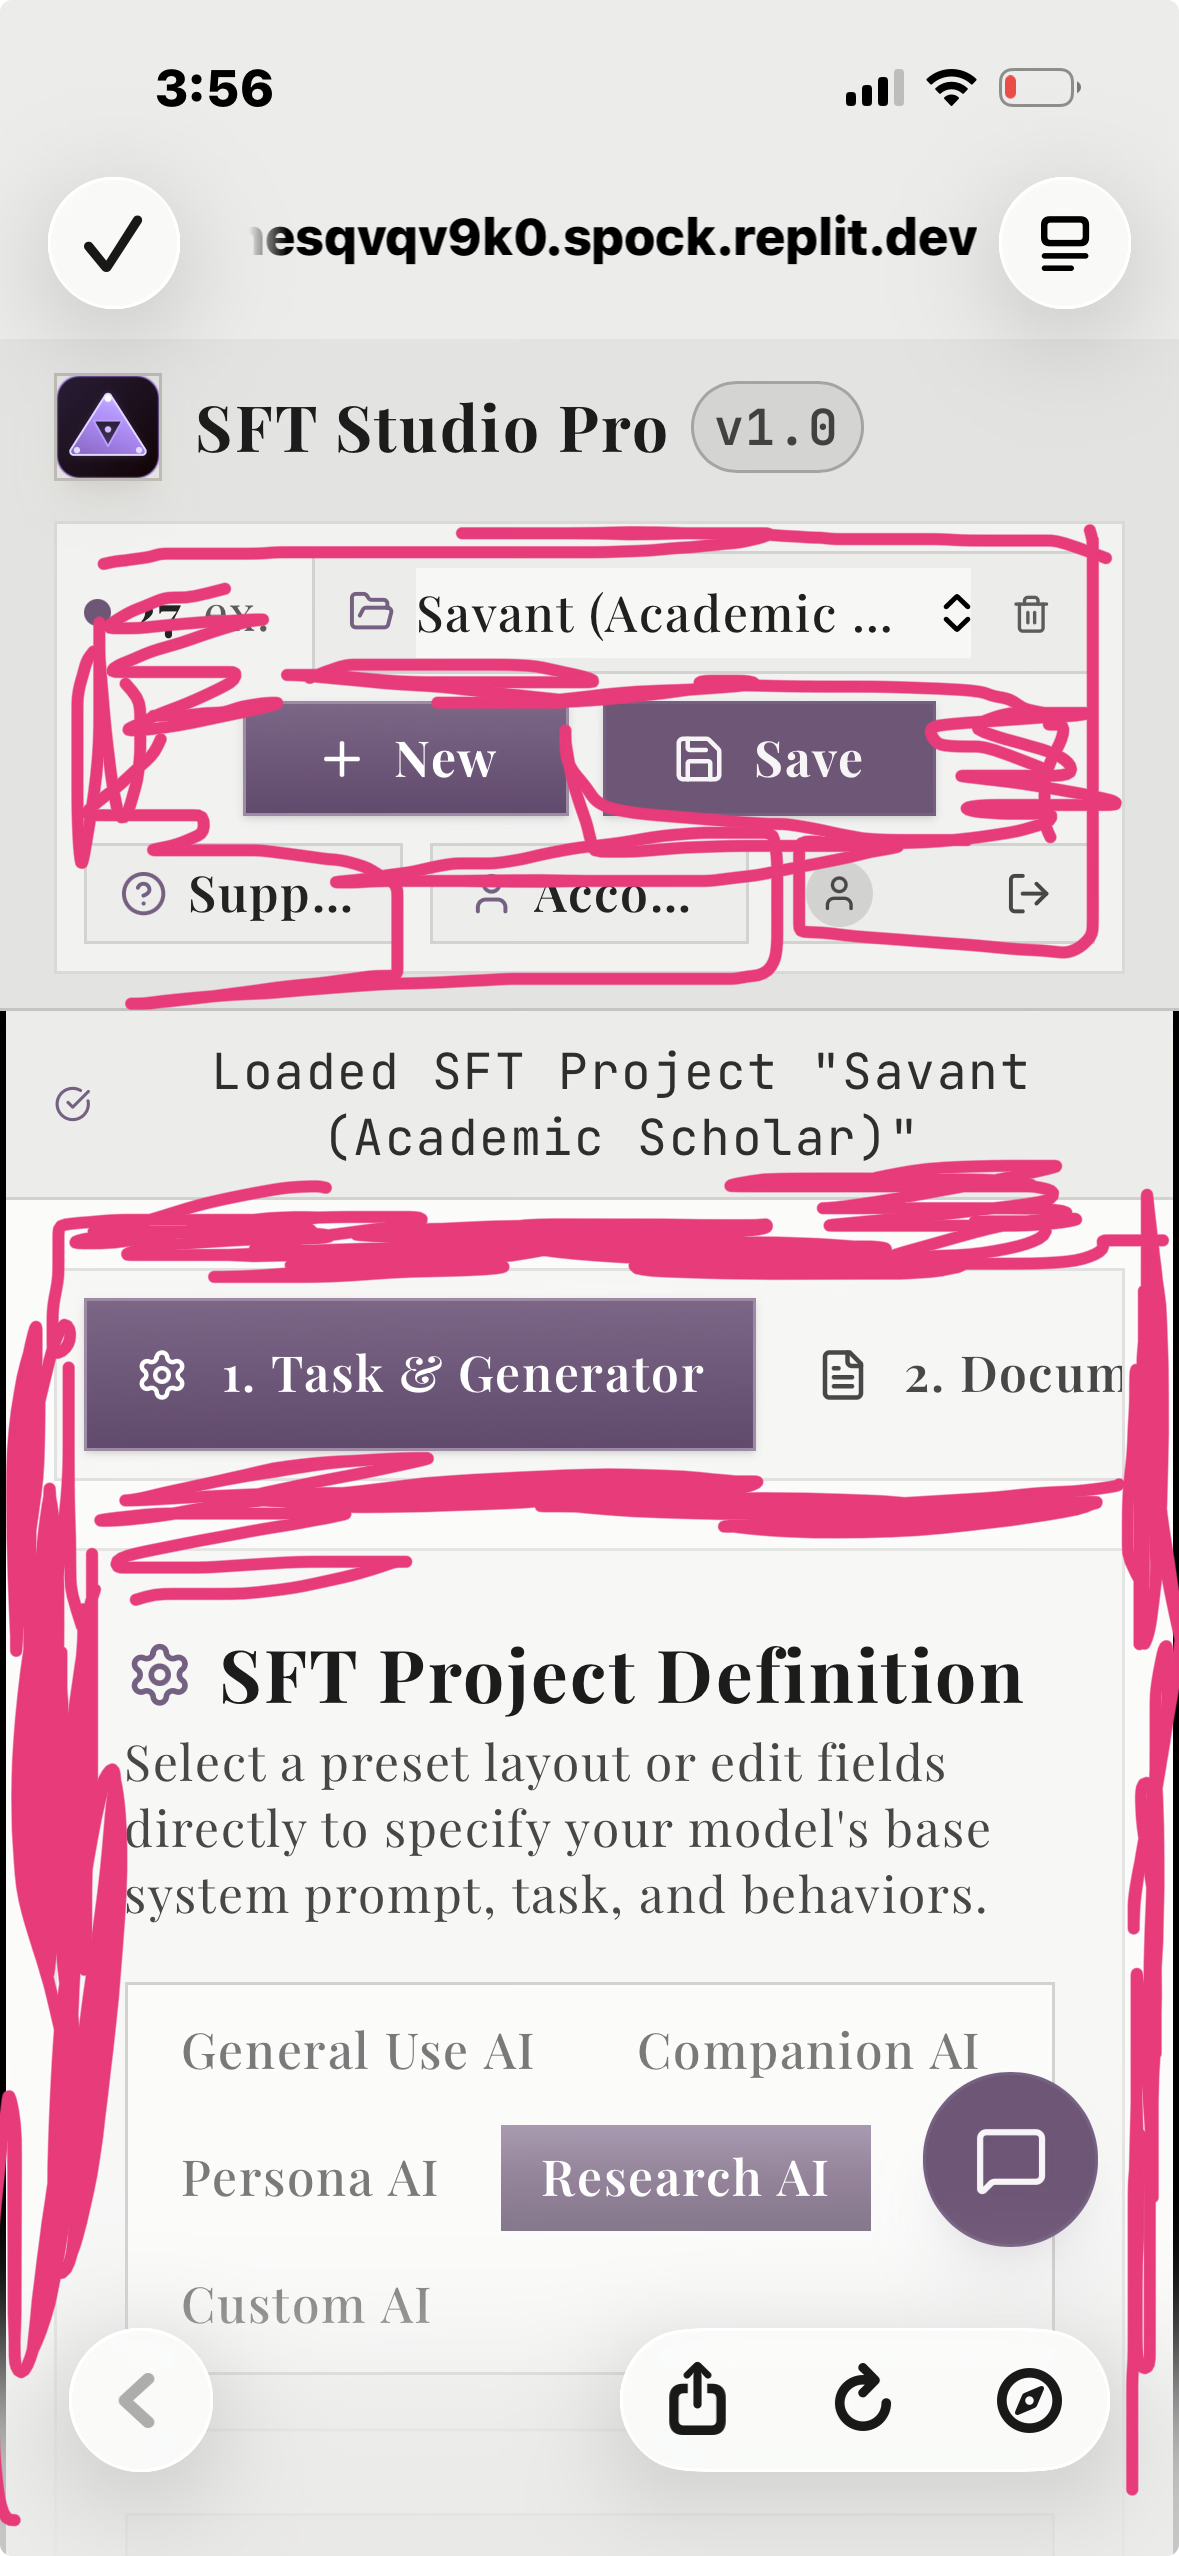 3:56
esqvqv9k0.spock.replit.dev
SFT Studio Pro v1.0
27 ex. Savant (Academic ...
New Save
Supp... Acco...
Loaded SFT Project "Savant
(Academic Scholar)"
1. Task & Generator 2. Docum
SFT Project Definition
Select a preset layout or edit fields
directly to specify your model's base
system prompt, task, and behaviors.
General Use AI Companion AI
Persona AI Research AI
Custom AI